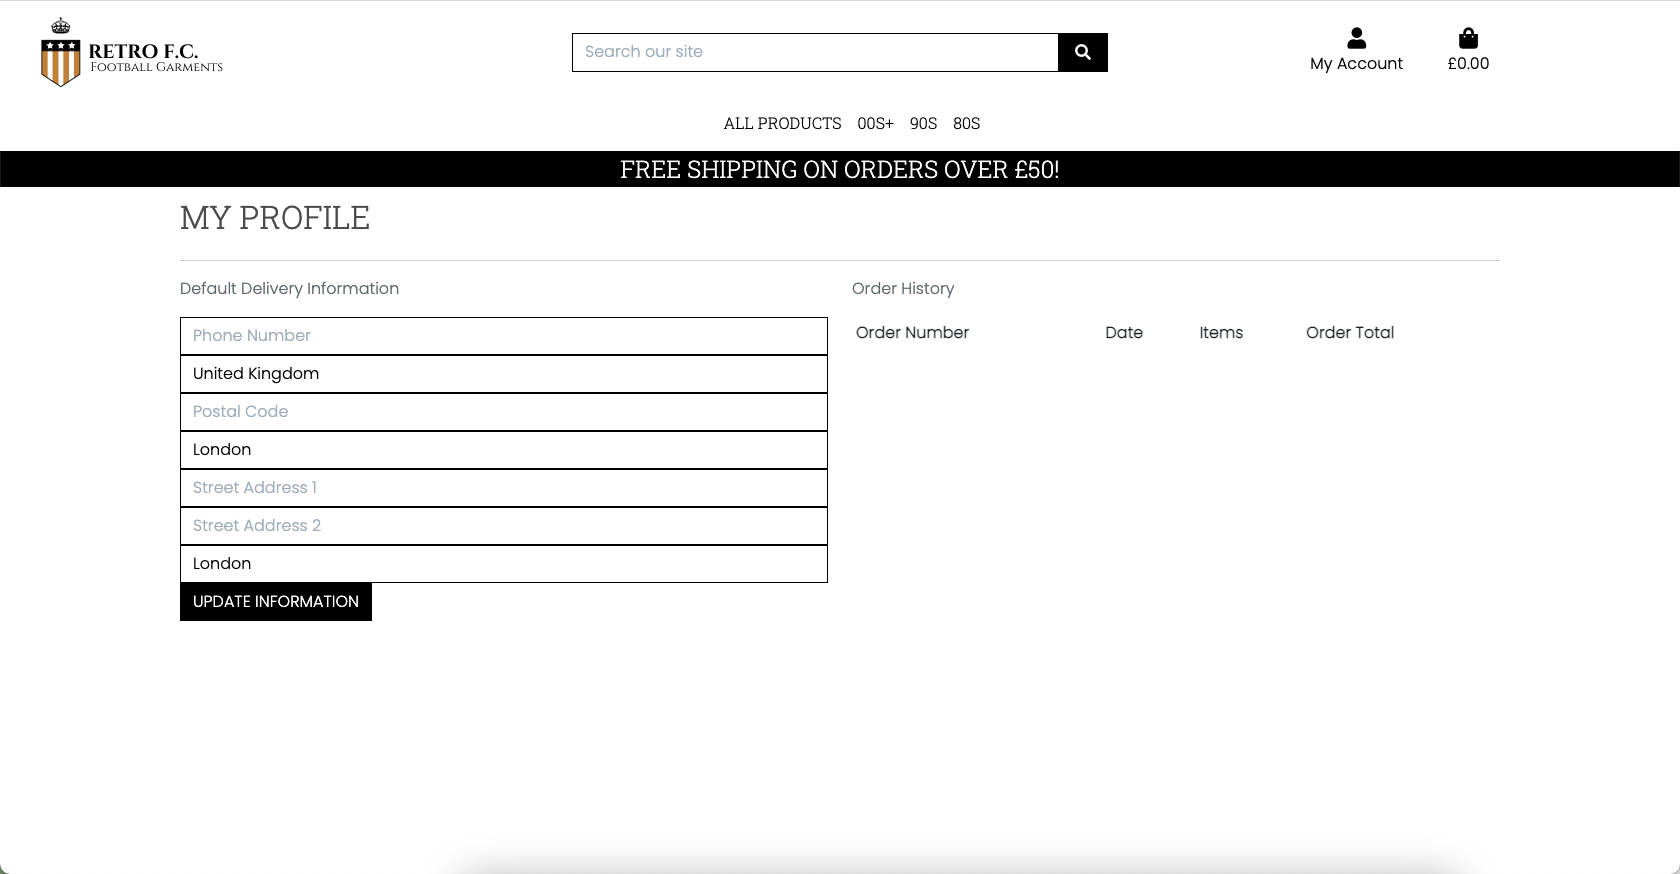 RETRO F.C.
FOOTBALL GARMENTS
Search our site
My Account
£0.00
ALL PRODUCTS 00S+ 90S 80S
FREE SHIPPING ON ORDERS OVER £50!
MY PROFILE
Default Delivery Information
Phone Number
United Kingdom
Postal Code
London
Street Address 1
Street Address 2
London
UPDATE INFORMATION
Order History
Order Number Date Items Order Total